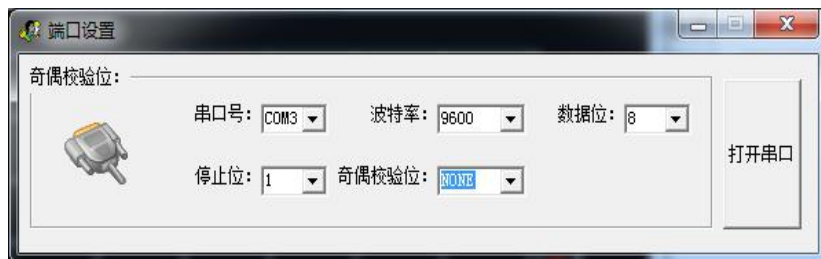 端口设置
奇偶校验位:
串口号: COM3 波特率: 9600 数据位: 8
打开串口
停止位: 1 奇偶校验位: NONE